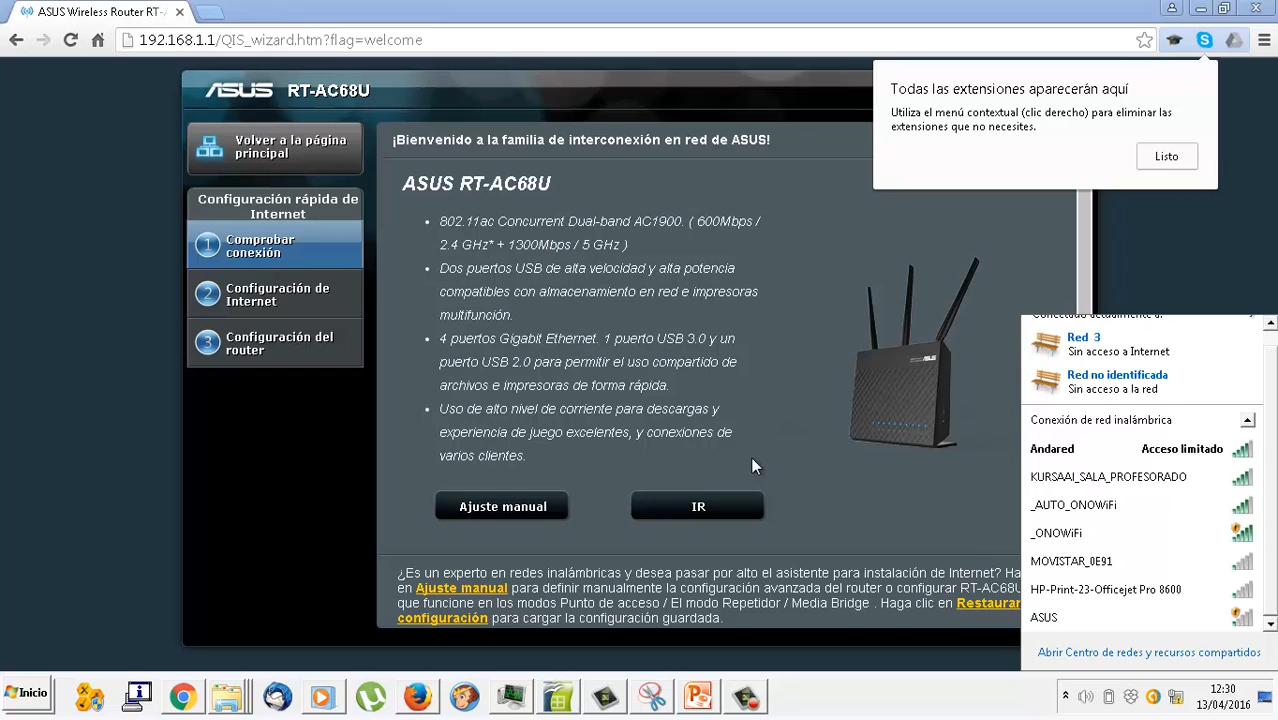 ASUS Wireless Router RT-A
192.168.1.1/QIS_wizard.htm?flag=welcome
ASUS RT-AC68U
Todas las extensiones aparecerán aquí
Utiliza el menú contextual (clic derecho) para eliminar las
extensiones que no necesites.
Listo
Volver a la página
principal
Configuración rápida de
Internet
1 Comprobar
conexión
2 Configuración de
Internet
3 Configuración del
router
¡Bienvenido a la familia de interconexión en red de ASUS!
ASUS RT-AC68U
• 802.11ac Concurrent Dual-band AC1900. ( 600Mbps /
2.4 GHz* + 1300Mbps / 5 GHz )
• Dos puertos USB de alta velocidad y alta potencia
compatibles con almacenamiento en red e impresoras
multifunción.
• 4 puertos Gigabit Ethernet. 1 puerto USB 3.0 y un
puerto USB 2.0 para permitir el uso compartido de
archivos e impresoras de forma rápida.
• Uso de alto nivel de corriente para descargas y
experiencia de juego excelentes, y conexiones de
varios clientes.
Ajuste manual
IR
¿Es un experto en redes inalámbricas y desea pasar por alto el asistente para instalación de Internet? Ha
en Ajuste manual para definir manualmente la configuración avanzada del router o configurar RT-AC68U
que funcione en los modos Punto de acceso / El modo Repetidor / Media Bridge . Haga clic en Restaurar
configuración para cargar la configuración guardada.
Red 3
Sin acceso a Internet
Red no identificada
Sin acceso a la red
Conexión de red inalámbrica
Andared Acceso limitado
KURSAAL_SALA_PROFESORADO
_AUTO_ONOWiFi
_ONOWiFi
MOVISTAR_0E91
HP-Print-23-Officejet Pro 8600
ASUS
Abrir Centro de redes y recursos compartidos
Inicio
12:30
13/04/2016